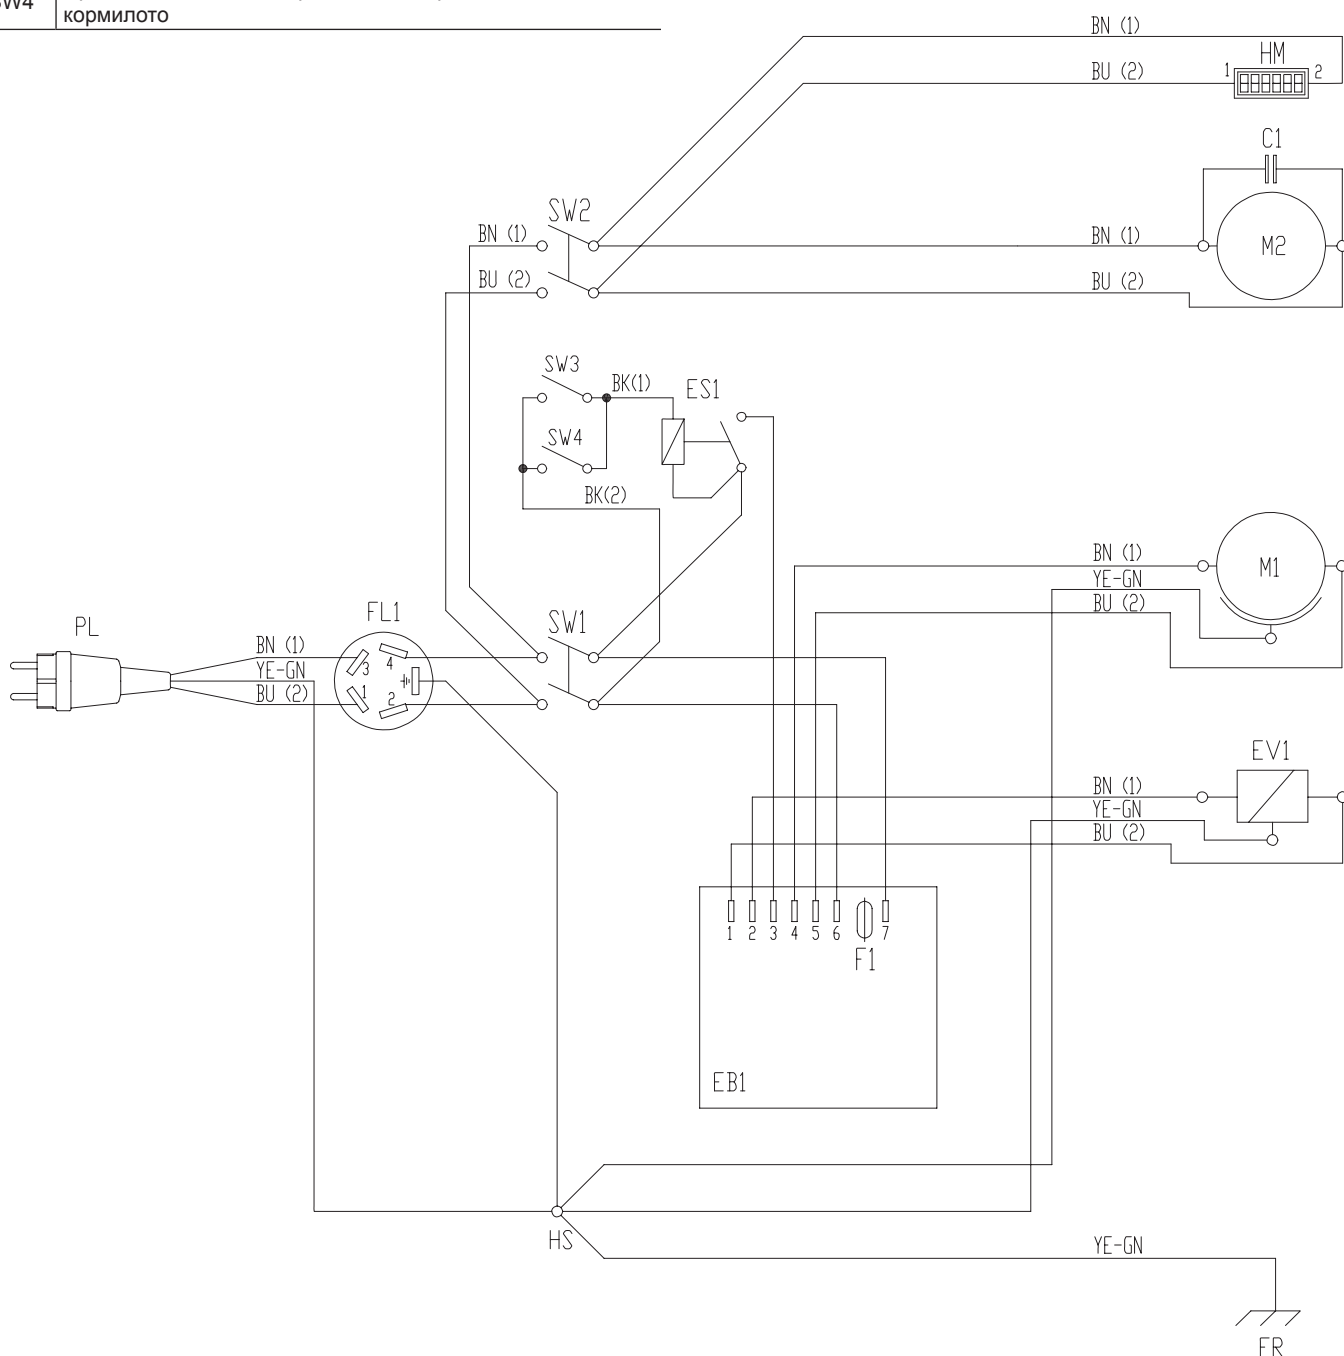 SW4
кормилото
BN (1)
HM
BU (2)
1
2
C1
SW2
BN (1)
BN (1)
M2
BU (2)
BU (2)
SW3
BK(1)
ES1
SW4
BK(2)
BN (1)
M1
YE-GN
BU (2)
FL1
SW1
PL
BN (1)
YE-GN
BU (2)
3
4
1
2
EV1
BN (1)
YE-GN
BU (2)
1 2 3 4 5 6 7
F1
EB1
HS
YE-GN
FR